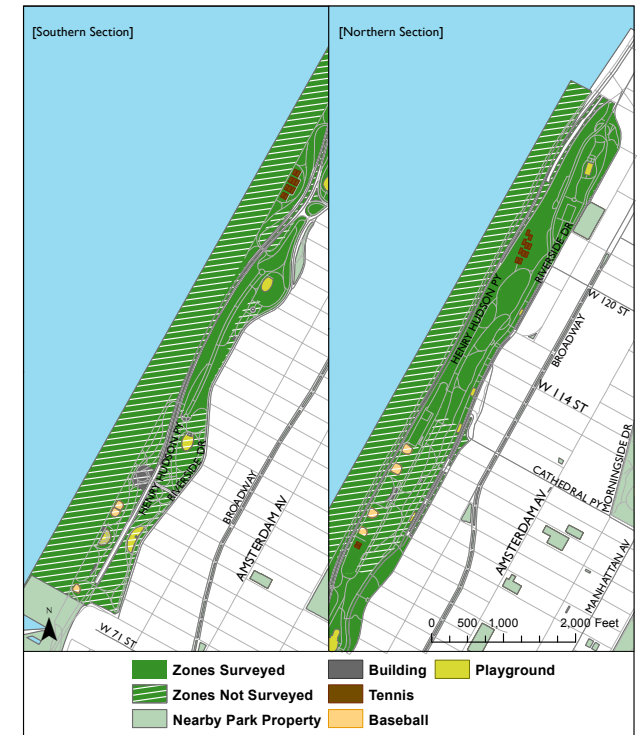 [Southern Section]
HENRY HUDSON PY
RIVERSIDE DR
BROADWAY
AMSTERDAM AV
N
W 71 ST
[Northern Section]
HENRY HUDSON PY
RIVERSIDE DR
W 120 ST
BROADWAY
W 114 ST
MORNINGSIDE DR
CATHEDRAL PY
AMSTERDAM AV
MANHATTAN AV
0 500 1,000 2,000 Feet
Zones Surveyed
Zones Not Surveyed
Nearby Park Property
Building
Tennis
Baseball
Playground